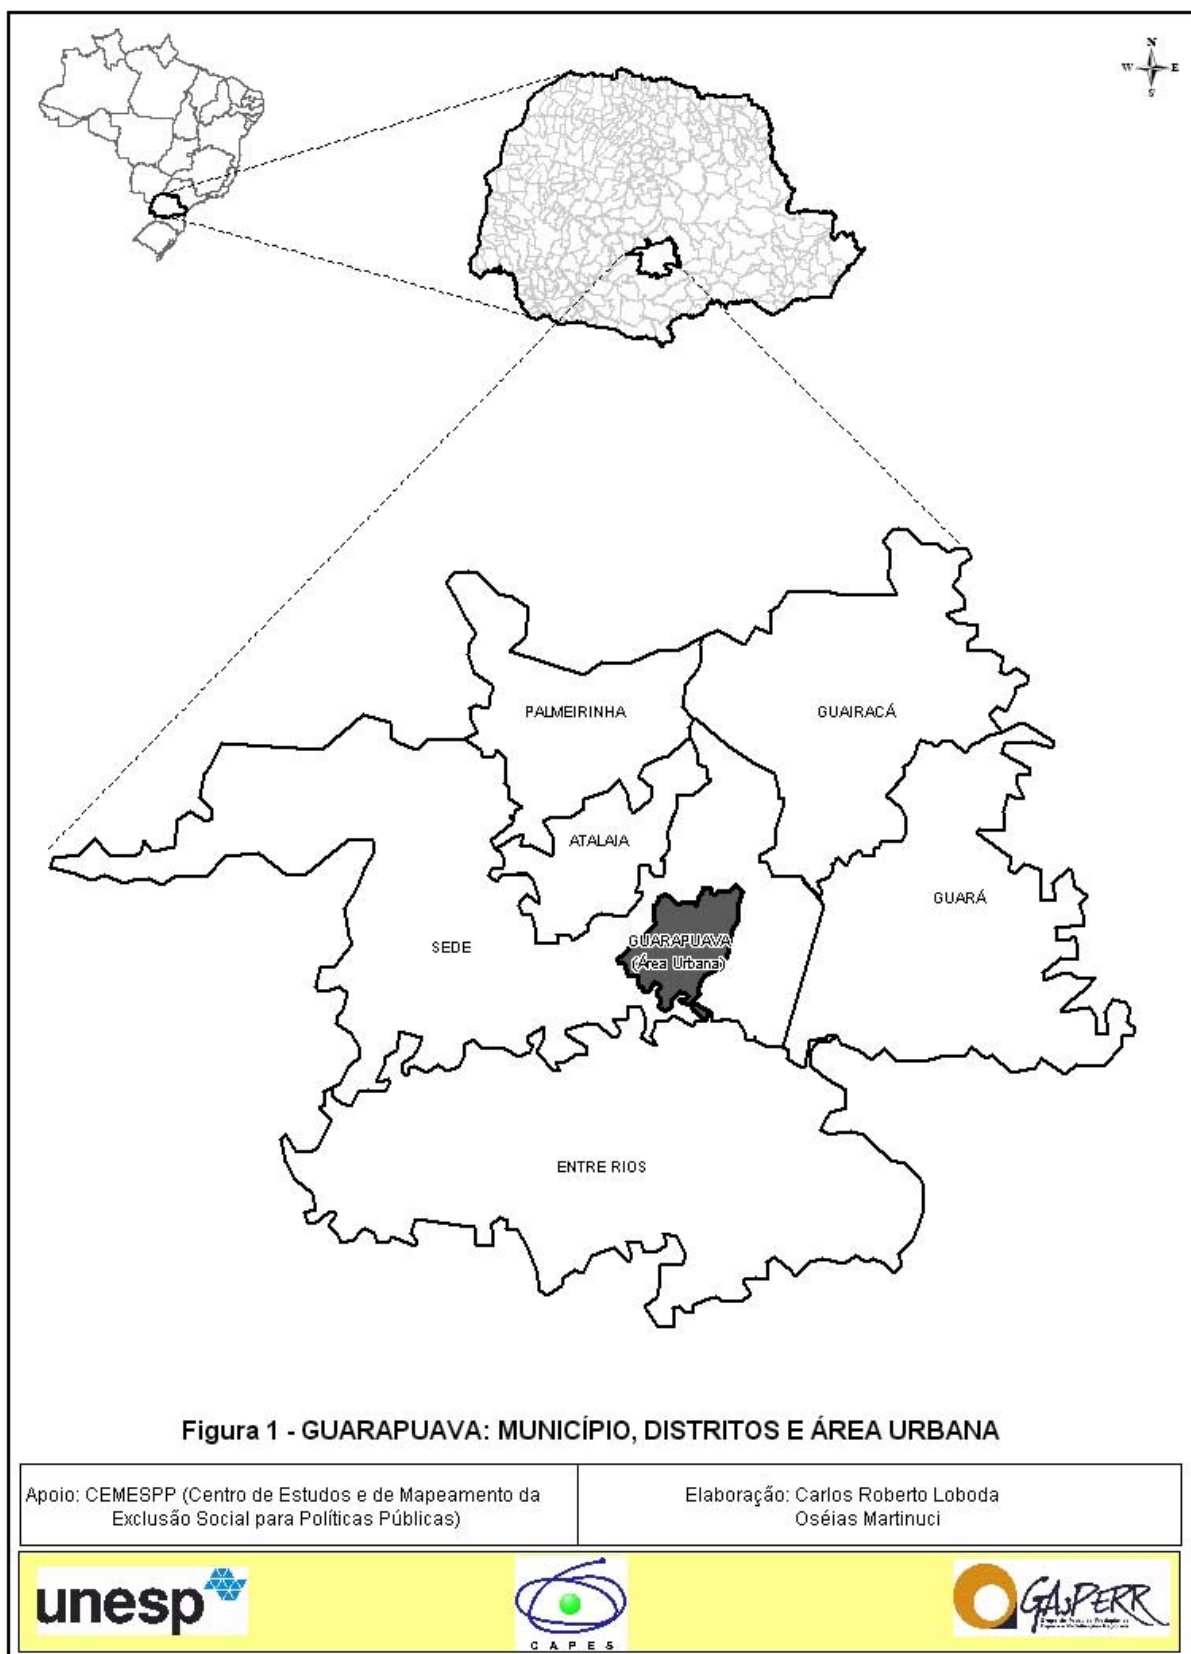 N
W E
S
PALMEIRINHA
GUAIRACÁ
ATALAIA
GUARÁ
SEDE
GUARAPUAVA
(Área Urbana)
ENTRE RIOS
Figura 1 - GUARAPUAVA: MUNICÍPIO, DISTRITOS E ÁREA URBANA
Apoio: CEMESPP (Centro de Estudos e de Mapeamento da
Exclusão Social para Políticas Públicas)
Elaboração: Carlos Roberto Loboda
Oséias Martinuci
unesp
CAPES
GAsPERR